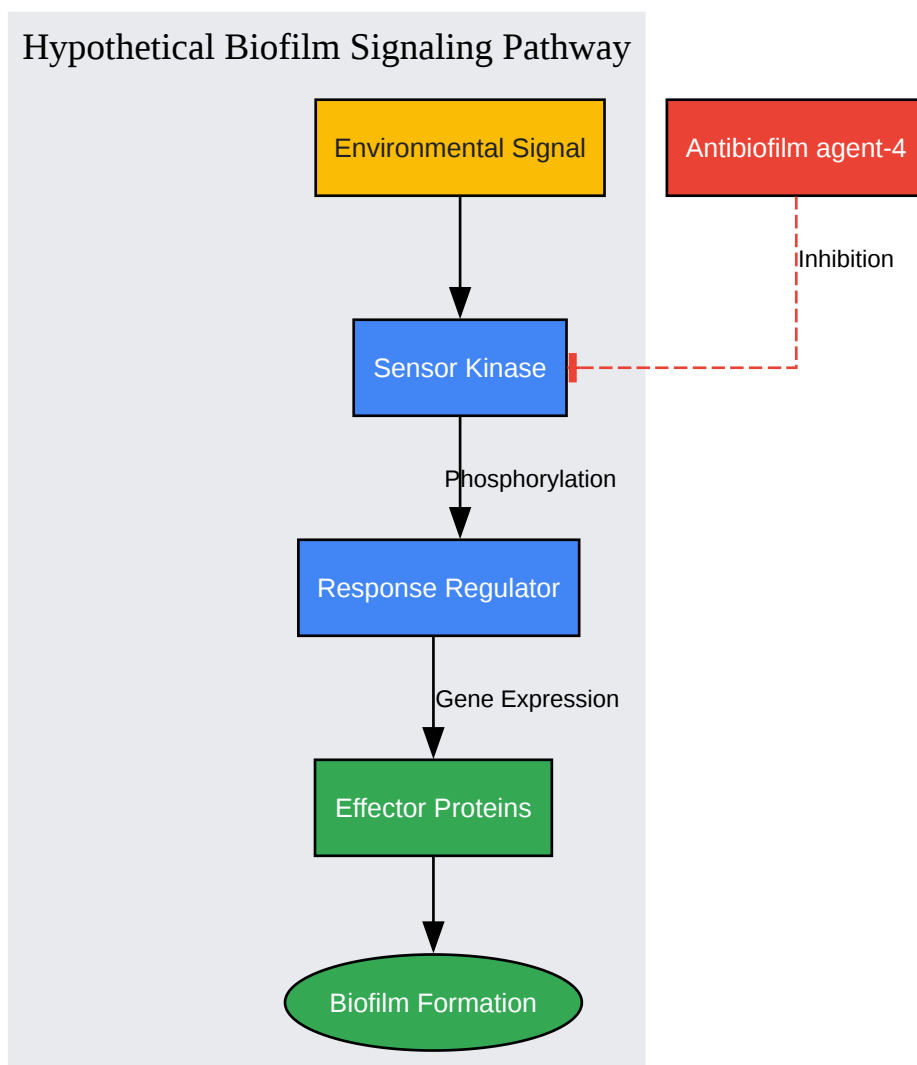 Hypothetical Biofilm Signaling Pathway
Environmental Signal
Antibiofilm agent-4
Inhibition
Sensor Kinase
Phosphorylation
Response Regulator
Gene Expression
Effector Proteins
Biofilm Formation